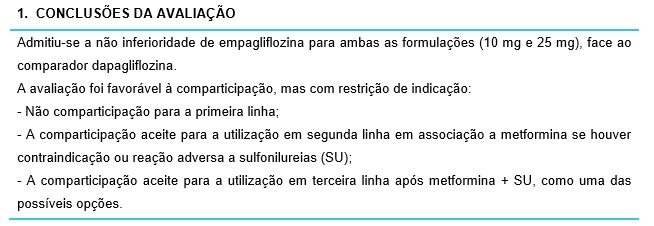 1. CONCLUSÕES DA AVALIAÇÃO
Admitiu-se a não inferioridade de empagliflozina para ambas as formulações (10 mg e 25 mg), face ao
comparador dapagliflozina.
A avaliação foi favorável à comparticipação, mas com restrição de indicação:
- Não comparticipação para a primeira linha;
- A comparticipação aceite para a utilização em segunda linha em associação a metformina se houver
contraindicação ou reação adversa a sulfonilureias (SU);
- A comparticipação aceite para a utilização em terceira linha após metformina + SU, como uma das
possíveis opções.